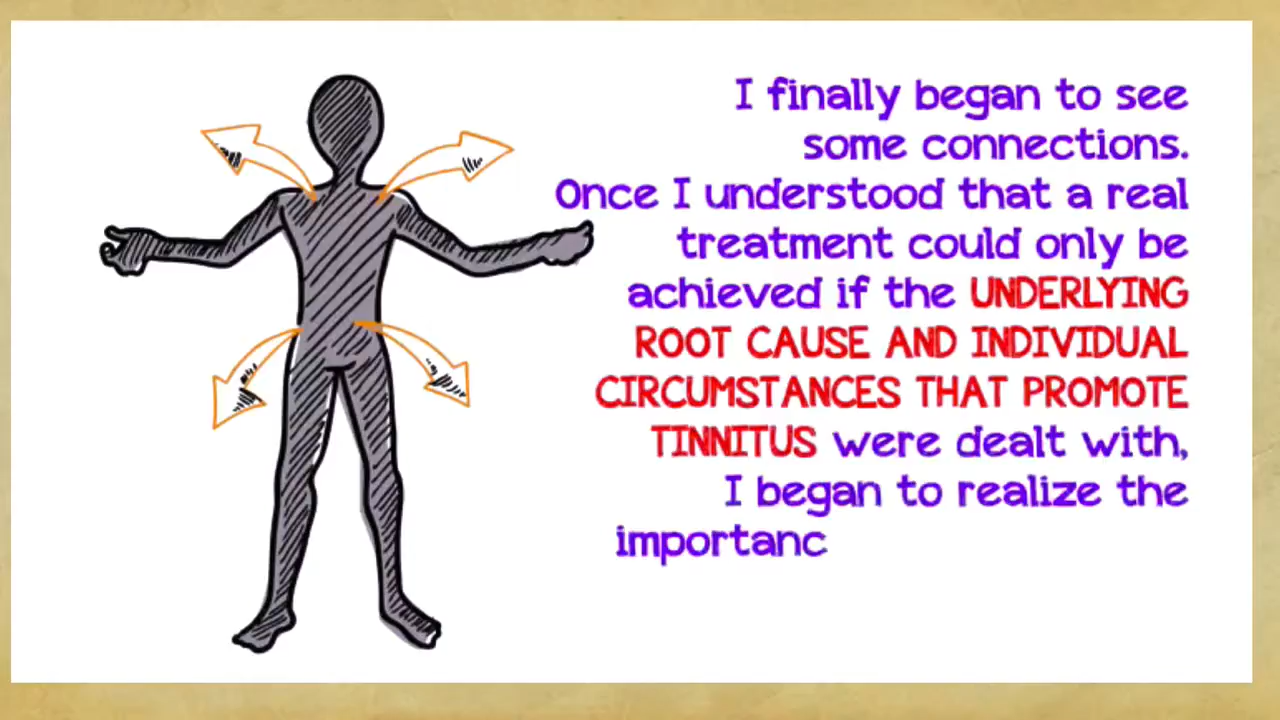 I finally began to see
some connections.
Once I understood that a real
treatment could only be
achieved if the UNDERLYING
ROOT CAUSE AND INDIVIDUAL
CIRCUMSTANCES THAT PROMOTE
TINNITUS were dealt with,
I began to realize the
importanc